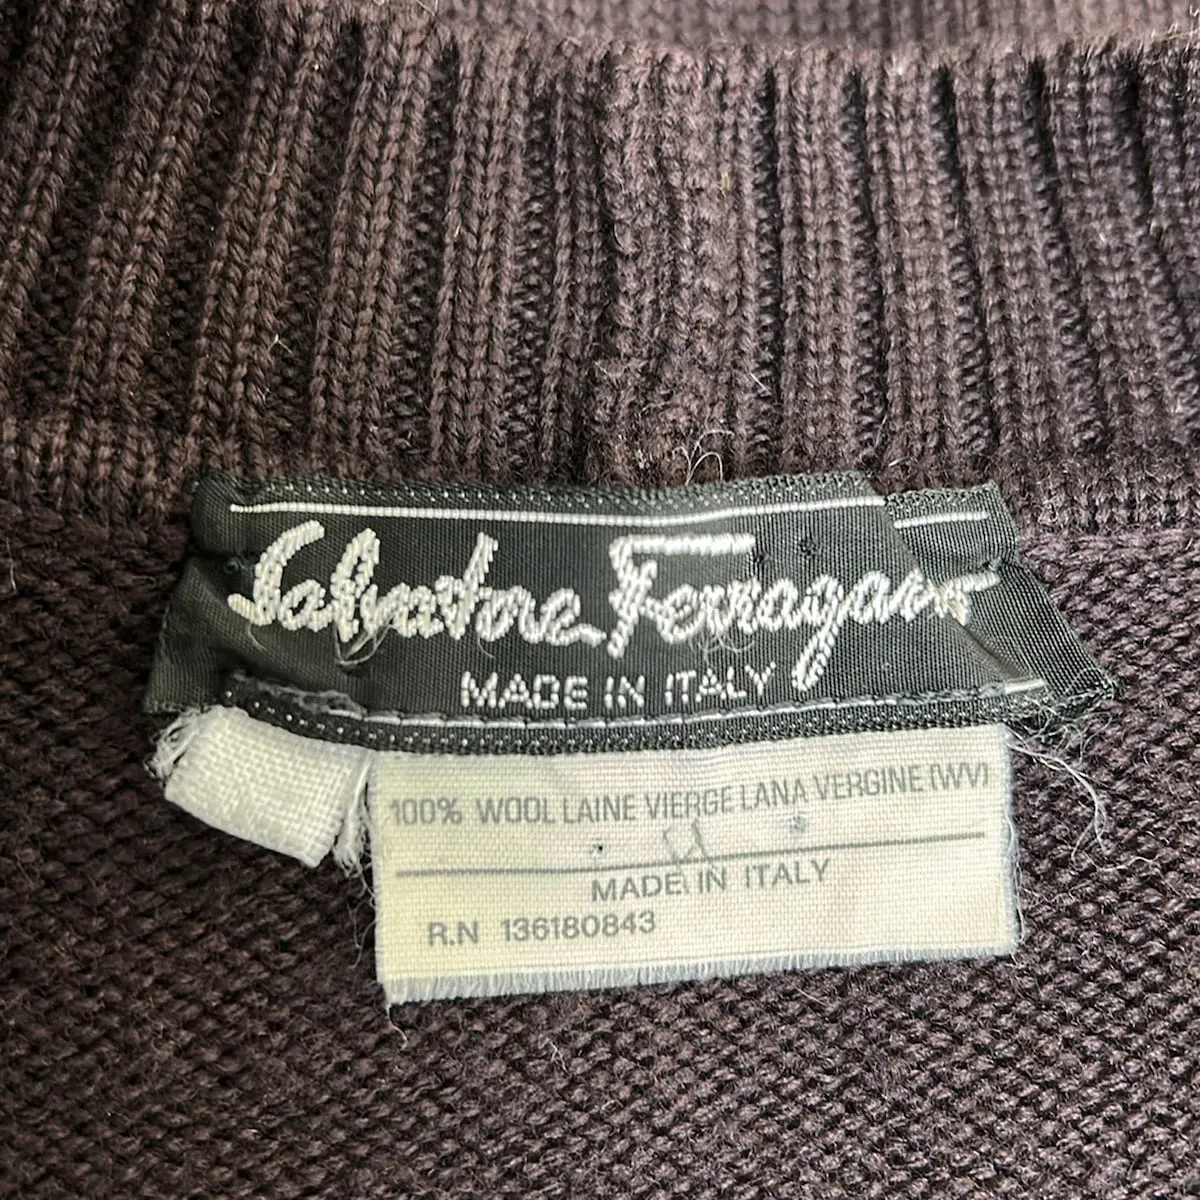 Salvatore Ferragamo
MADE IN ITALY
100% WOOL LAINE VIERGE LANA VERGINE (WV)
MADE IN ITALY
R.N 136180843